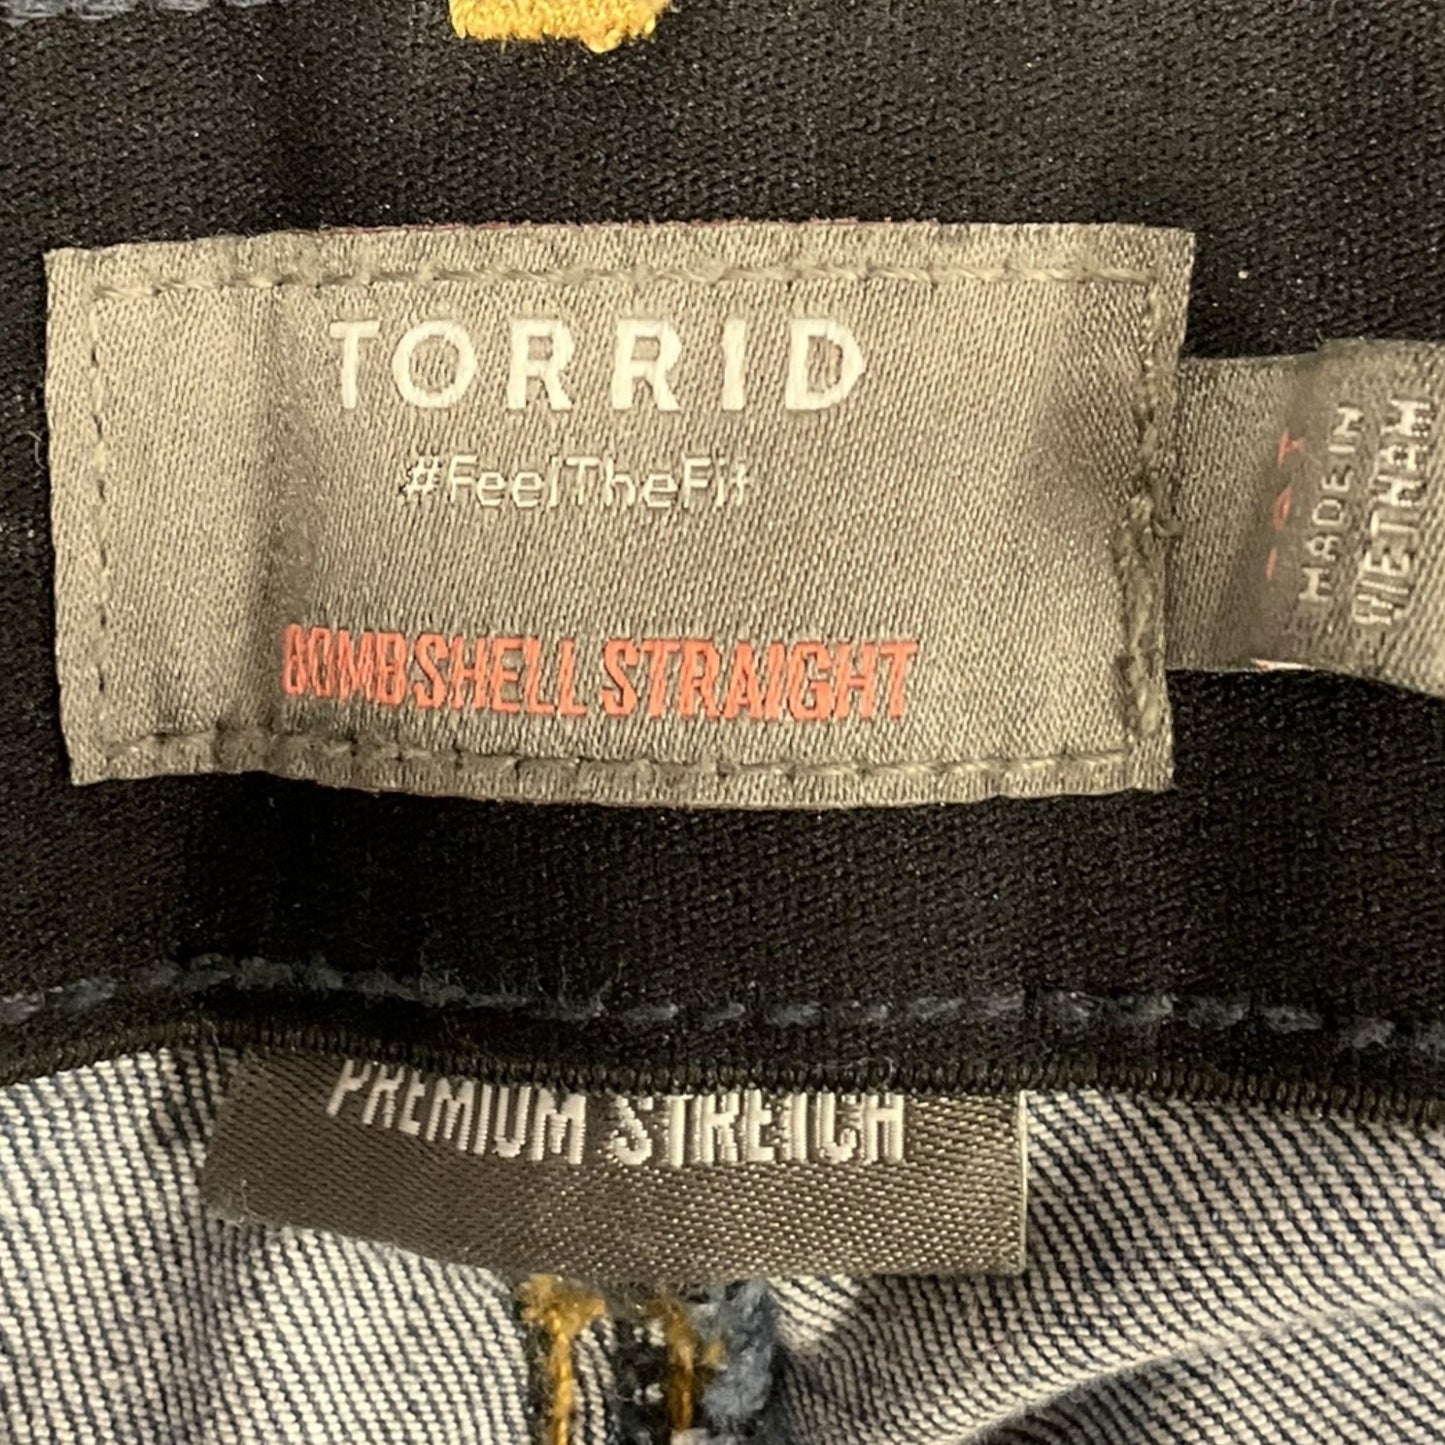 TORRID
#FeelTheFit
BOMBSHELL STRAIGHT
MADE IN
VIETNAM
PREMIUM STRETCH